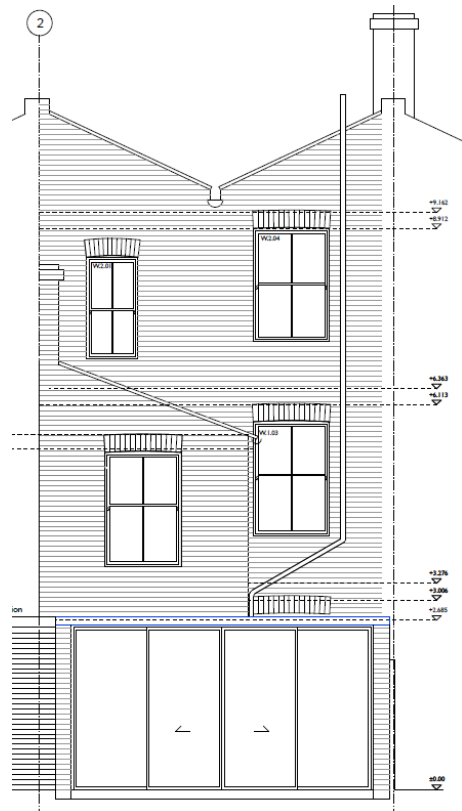 2
+9.162
+8.912
W.2.04
W.2.01
+6.363
+6.113
W.1.03
+3.276
+3.006
+2.685
ion
±0.00